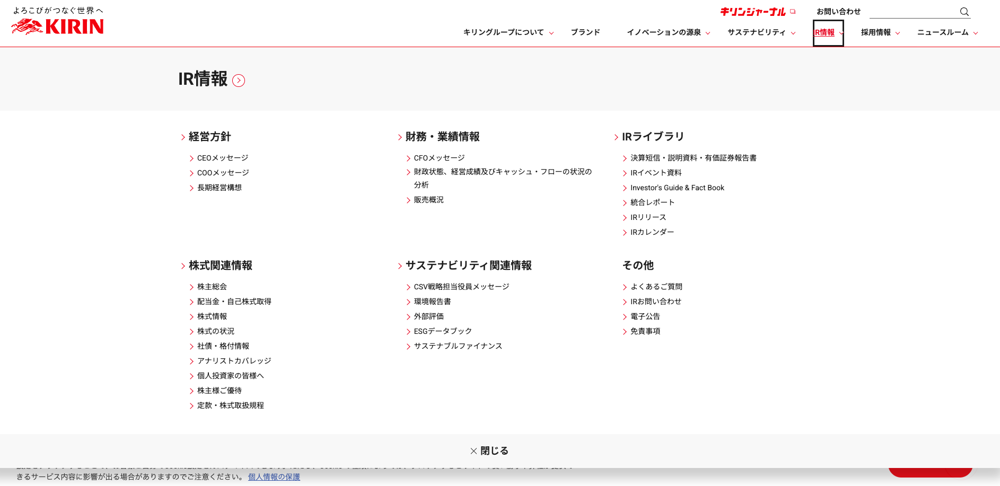 よろこびがつなぐ世界へ
KIRIN
キリンジャーナル
お問い合わせ
キリングループについて
ブランド
イノベーションの源泉
サステナビリティ
IR情報
採用情報
ニュースルーム
IR情報
経営方針
CEOメッセージ
COOメッセージ
長期経営構想
財務・業績情報
CFOメッセージ
財政状態、経営成績及びキャッシュ・フローの状況の
分析
販売概況
IRライブラリ
決算短信・説明資料・有価証券報告書
IRイベント資料
Investor's Guide & Fact Book
統合レポート
IRリリース
IRカレンダー
株式関連情報
株主総会
配当金・自己株式取得
株式情報
株式の状況
社債・格付情報
アナリストカバレッジ
個人投資家の皆様へ
株主様ご優待
定款・株式取扱規程
サステナビリティ関連情報
CSV戦略担当役員メッセージ
環境報告書
外部評価
ESGデータブック
サステナブルファイナンス
その他
よくあるご質問
IRお問い合わせ
電子公告
免責事項
閉じる
きるサービス内容に影響が出る場合がありますのでご注意ください。 個人情報の保護